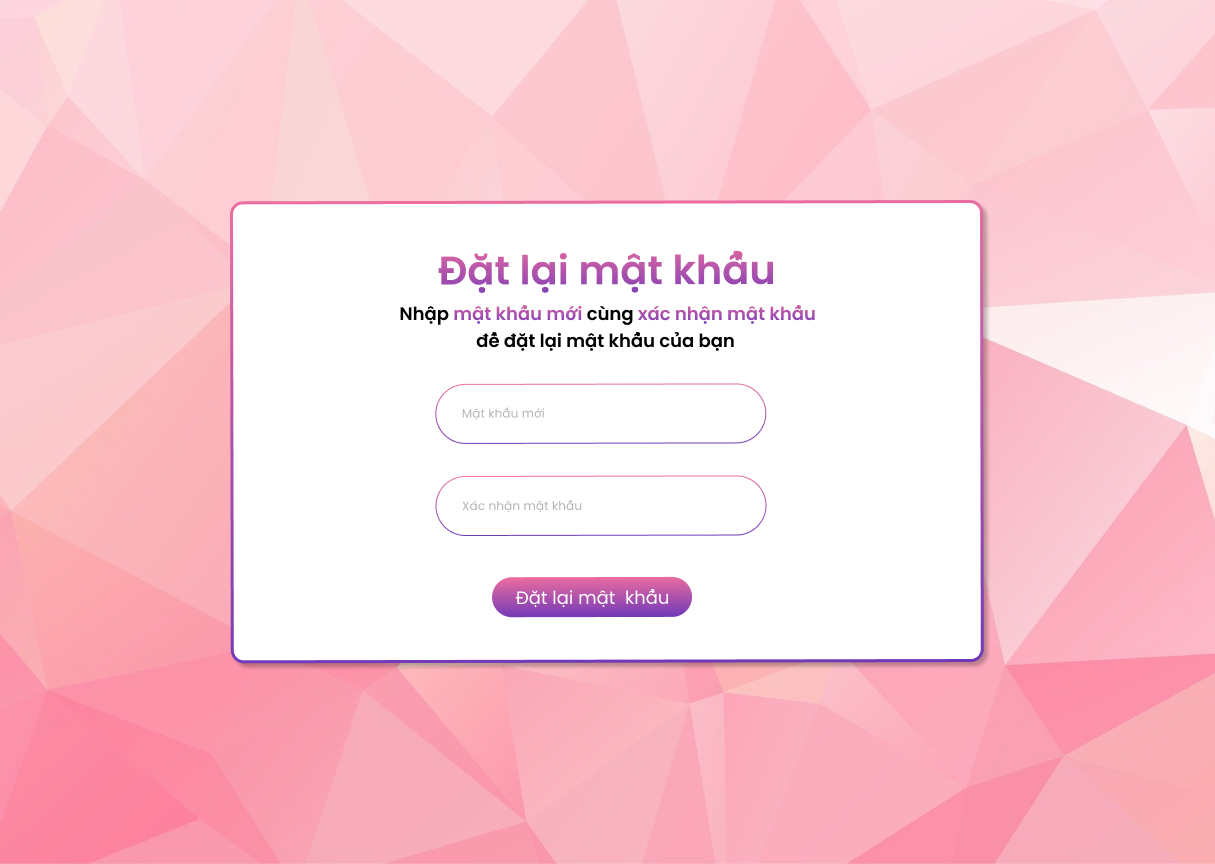 Đặt lại mật khẩu
Nhập mật khẩu mới cùng xác nhận mật khẩu
để đặt lại mật khẩu của bạn
Mật khẩu mới
Xác nhận mật khẩu
Đặt lại mật khẩu